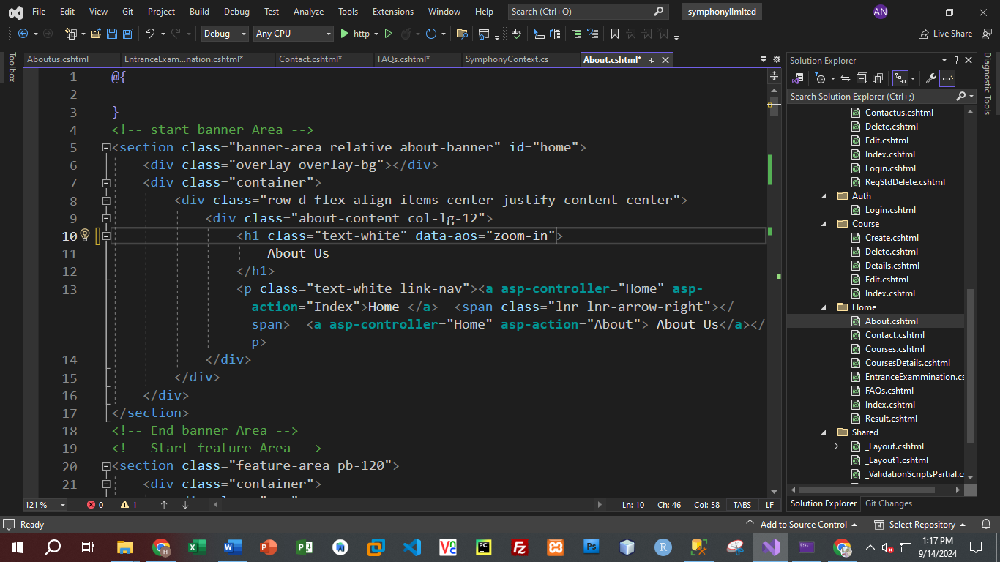 File Edit View Git Project Build Debug Test Analyze Tools Extensions Window Help Search (Ctrl+Q) symphonylimited AN
Debug Any CPU http Live Share
Toolbox
Aboutus.cshtml EntranceExam...nation.cshtml* Contact.cshtml* FAQs.cshtml* SymphonyContext.cs About.cshtml*
1 @{
2
3 }
4 <!-- start banner Area -->
5 <section class="banner-area relative about-banner" id="home">
6 <div class="overlay overlay-bg"></div>
7 <div class="container">
8 <div class="row d-flex align-items-center justify-content-center">
9 <div class="about-content col-lg-12">
10 <h1 class="text-white" data-aos="zoom-in">
11 About Us
12 </h1>
13 <p class="text-white link-nav"><a asp-controller="Home" asp-
action="Index">Home </a> <span class="lnr lnr-arrow-right"></
span> <a asp-controller="Home" asp-action="About"> About Us</a></
p>
14 </div>
15 </div>
16 </div>
17 </section>
18 <!-- End banner Area -->
19 <!-- Start feature Area -->
20 <section class="feature-area pb-120">
21 <div class="container">
121 % 0 1 Ln: 10 Ch: 46 Col: 58 TABS LF
Solution Explorer
Search Solution Explorer (Ctrl+;)
Contactus.cshtml
Delete.cshtml
Edit.cshtml
Index.cshtml
Login.cshtml
RegStdDelete.cshtml
Auth
Login.cshtml
Course
Create.cshtml
Delete.cshtml
Details.cshtml
Edit.cshtml
Index.cshtml
Home
About.cshtml
Contact.cshtml
Courses.cshtml
CoursesDetails.cshtml
EntranceExammination.cs
FAQs.cshtml
Index.cshtml
Result.cshtml
Shared
_Layout.cshtml
_Layout1.cshtml
_ValidationScriptsPartial.cs
Solution Explorer Git Changes
Diagnostic Tools
Ready Add to Source Control Select Repository
1:17 PM
9/14/2024